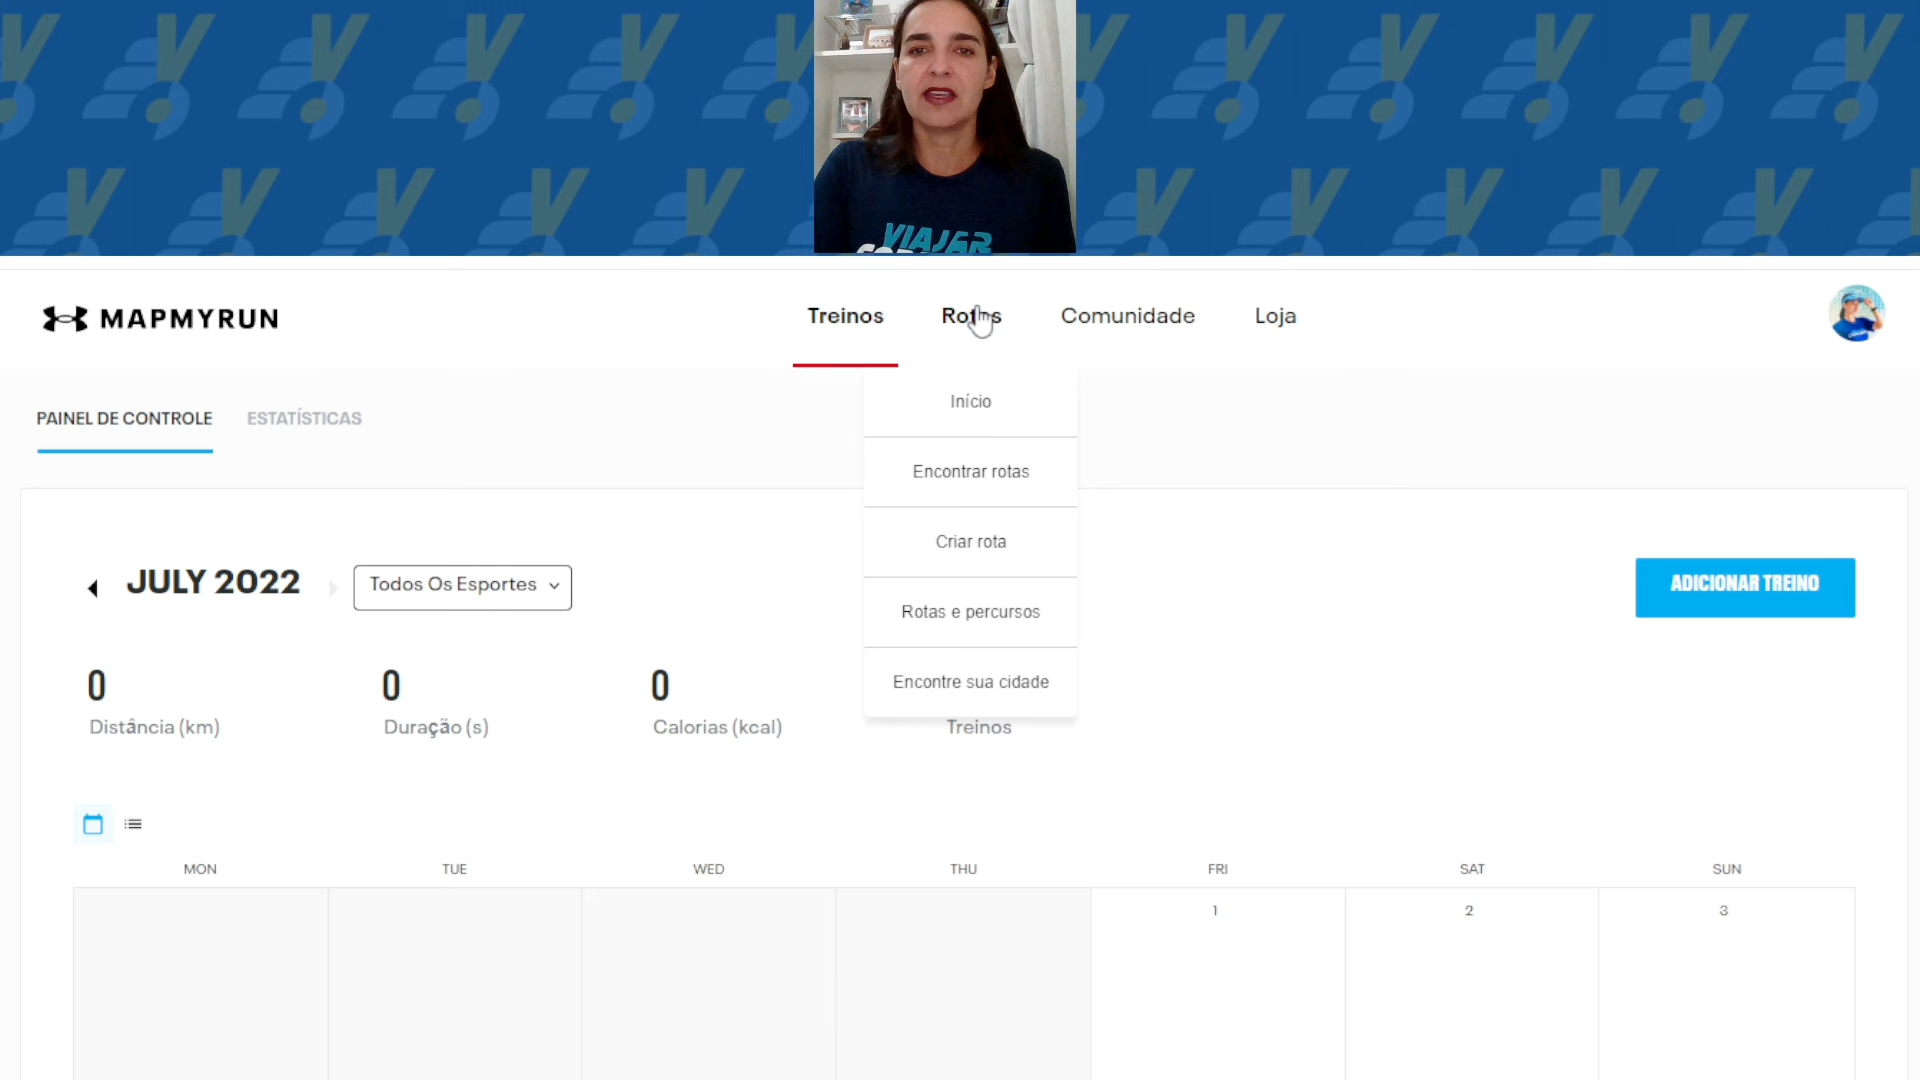 VIAJAR
MAPMYRUN
Treinos
Rotas
Comunidade
Loja
Início
Encontrar rotas
Criar rota
Rotas e percursos
Encontre sua cidade
PAINEL DE CONTROLE
ESTATÍSTICAS
JULY 2022
Todos Os Esportes
ADICIONAR TREINO
0
0
0
Distância (km)
Duração (s)
Calorias (kcal)
Treinos
MON TUE WED THU FRI SAT SUN
1 2 3